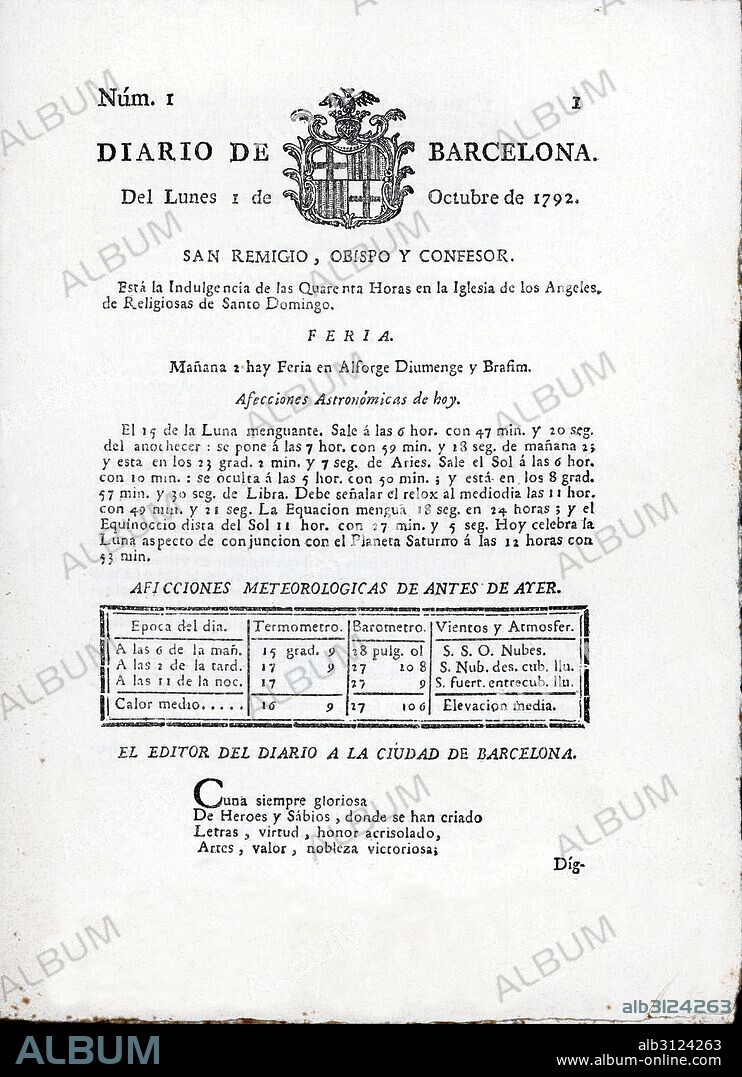 Núm. 1 1
DIARIO DE BARCELONA.
Del Lunes 1 de Octubre de 1792.
SAN REMIGIO, OBISPO Y CONFESOR.
Está la Indulgencia de las Quarenta Horas en la Iglesia de los Angeles,
de Religiosas de Santo Domingo.
FERIA.
Mañana 2 hay Feria en Alforge Diumenge y Brafim.
Afecciones Astronómicas de hoy.
El 15 de la Luna menguante. Sale á las 6 hor. con 47 min. y 20 seg.
del anochecer : se pone á las 7 hor. con 59 min. y 18 seg. de mañana 2;
y esta en los 23 grad. 2 min. y 7 seg. de Aries. Sale el Sol á las 6 hor.
con 10 min. : se oculta á las 5 hor. con 50 min. ; y está en los 8 grad.
57 min. y 30 seg. de Libra. Debe señalar el relox al mediodia las 11 hor.
con 49 min. y 21 seg. La Equacion mengua 18 seg. en 24 horas ; y el
Equinoccio dista del Sol 11 hor. con 27 min. y 5 seg. Hoy celebra la
Luna aspecto de conjuncion con el Planeta Saturno á las 12 horas con
53 min.
AFICCIONES METEOROLOGICAS DE ANTES DE AYER.
Epoca del dia. Termometro. Barometro. Vientos y Atmosfer.
A las 6 de la mañ. 15 grad. 9 28 pulg. 01 S. S. O. Nubes.
A las 2 de la tard. 17 9 27 10 8 S. Nub. des. cub. llu.
A las 11 de la noc. 17 27 9 S. fuert. entrecub. llu.
Calor medio..... 16 9 27 10 6 Elevacion media.
EL EDITOR DEL DIARIO A LA CIUDAD DE BARCELONA.
Cuna siempre gloriosa
De Heroes y Sábios, donde se han criado
Letras, virtud, honor acrisolado,
Artes, valor, nobleza victoriosa;
Díg-
alb3124263
ALBUM
alb3124263
www.album-online.com